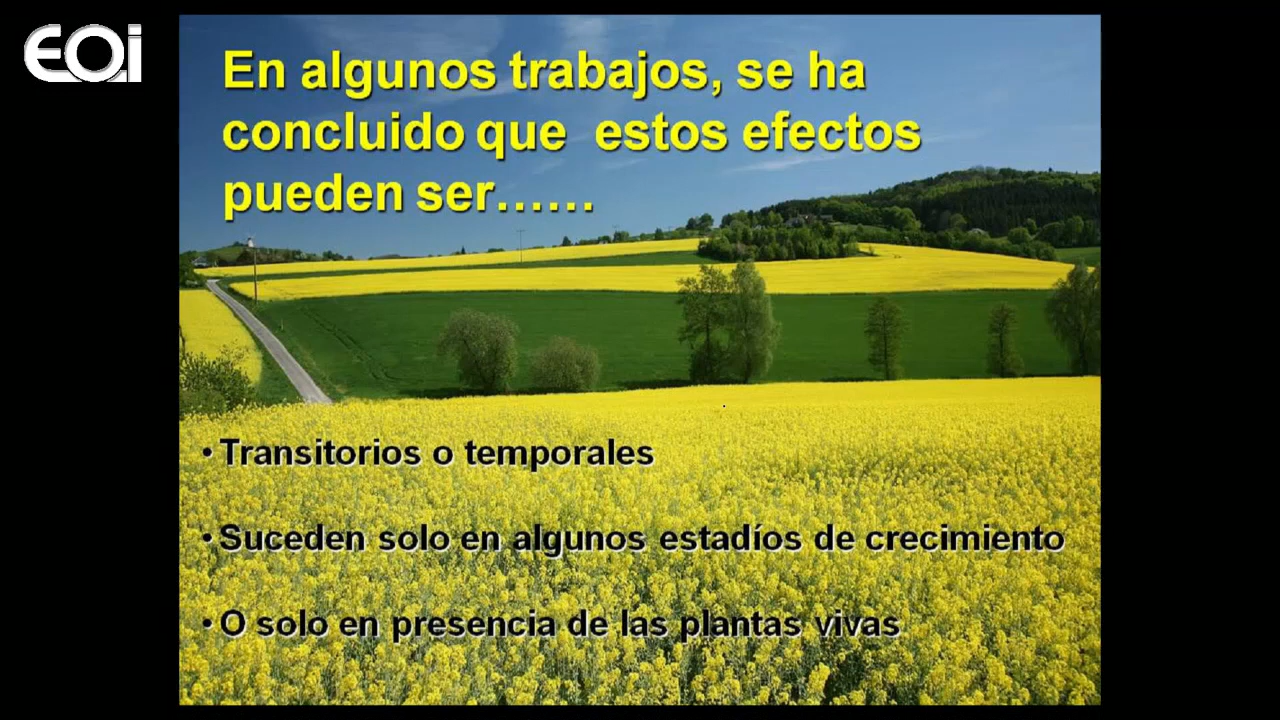 EOi
En algunos trabajos, se ha
concluido que estos efectos
pueden ser......
• Transitorios o temporales
• Suceden solo en algunos estadíos de crecimiento
• O solo en presencia de las plantas vivas